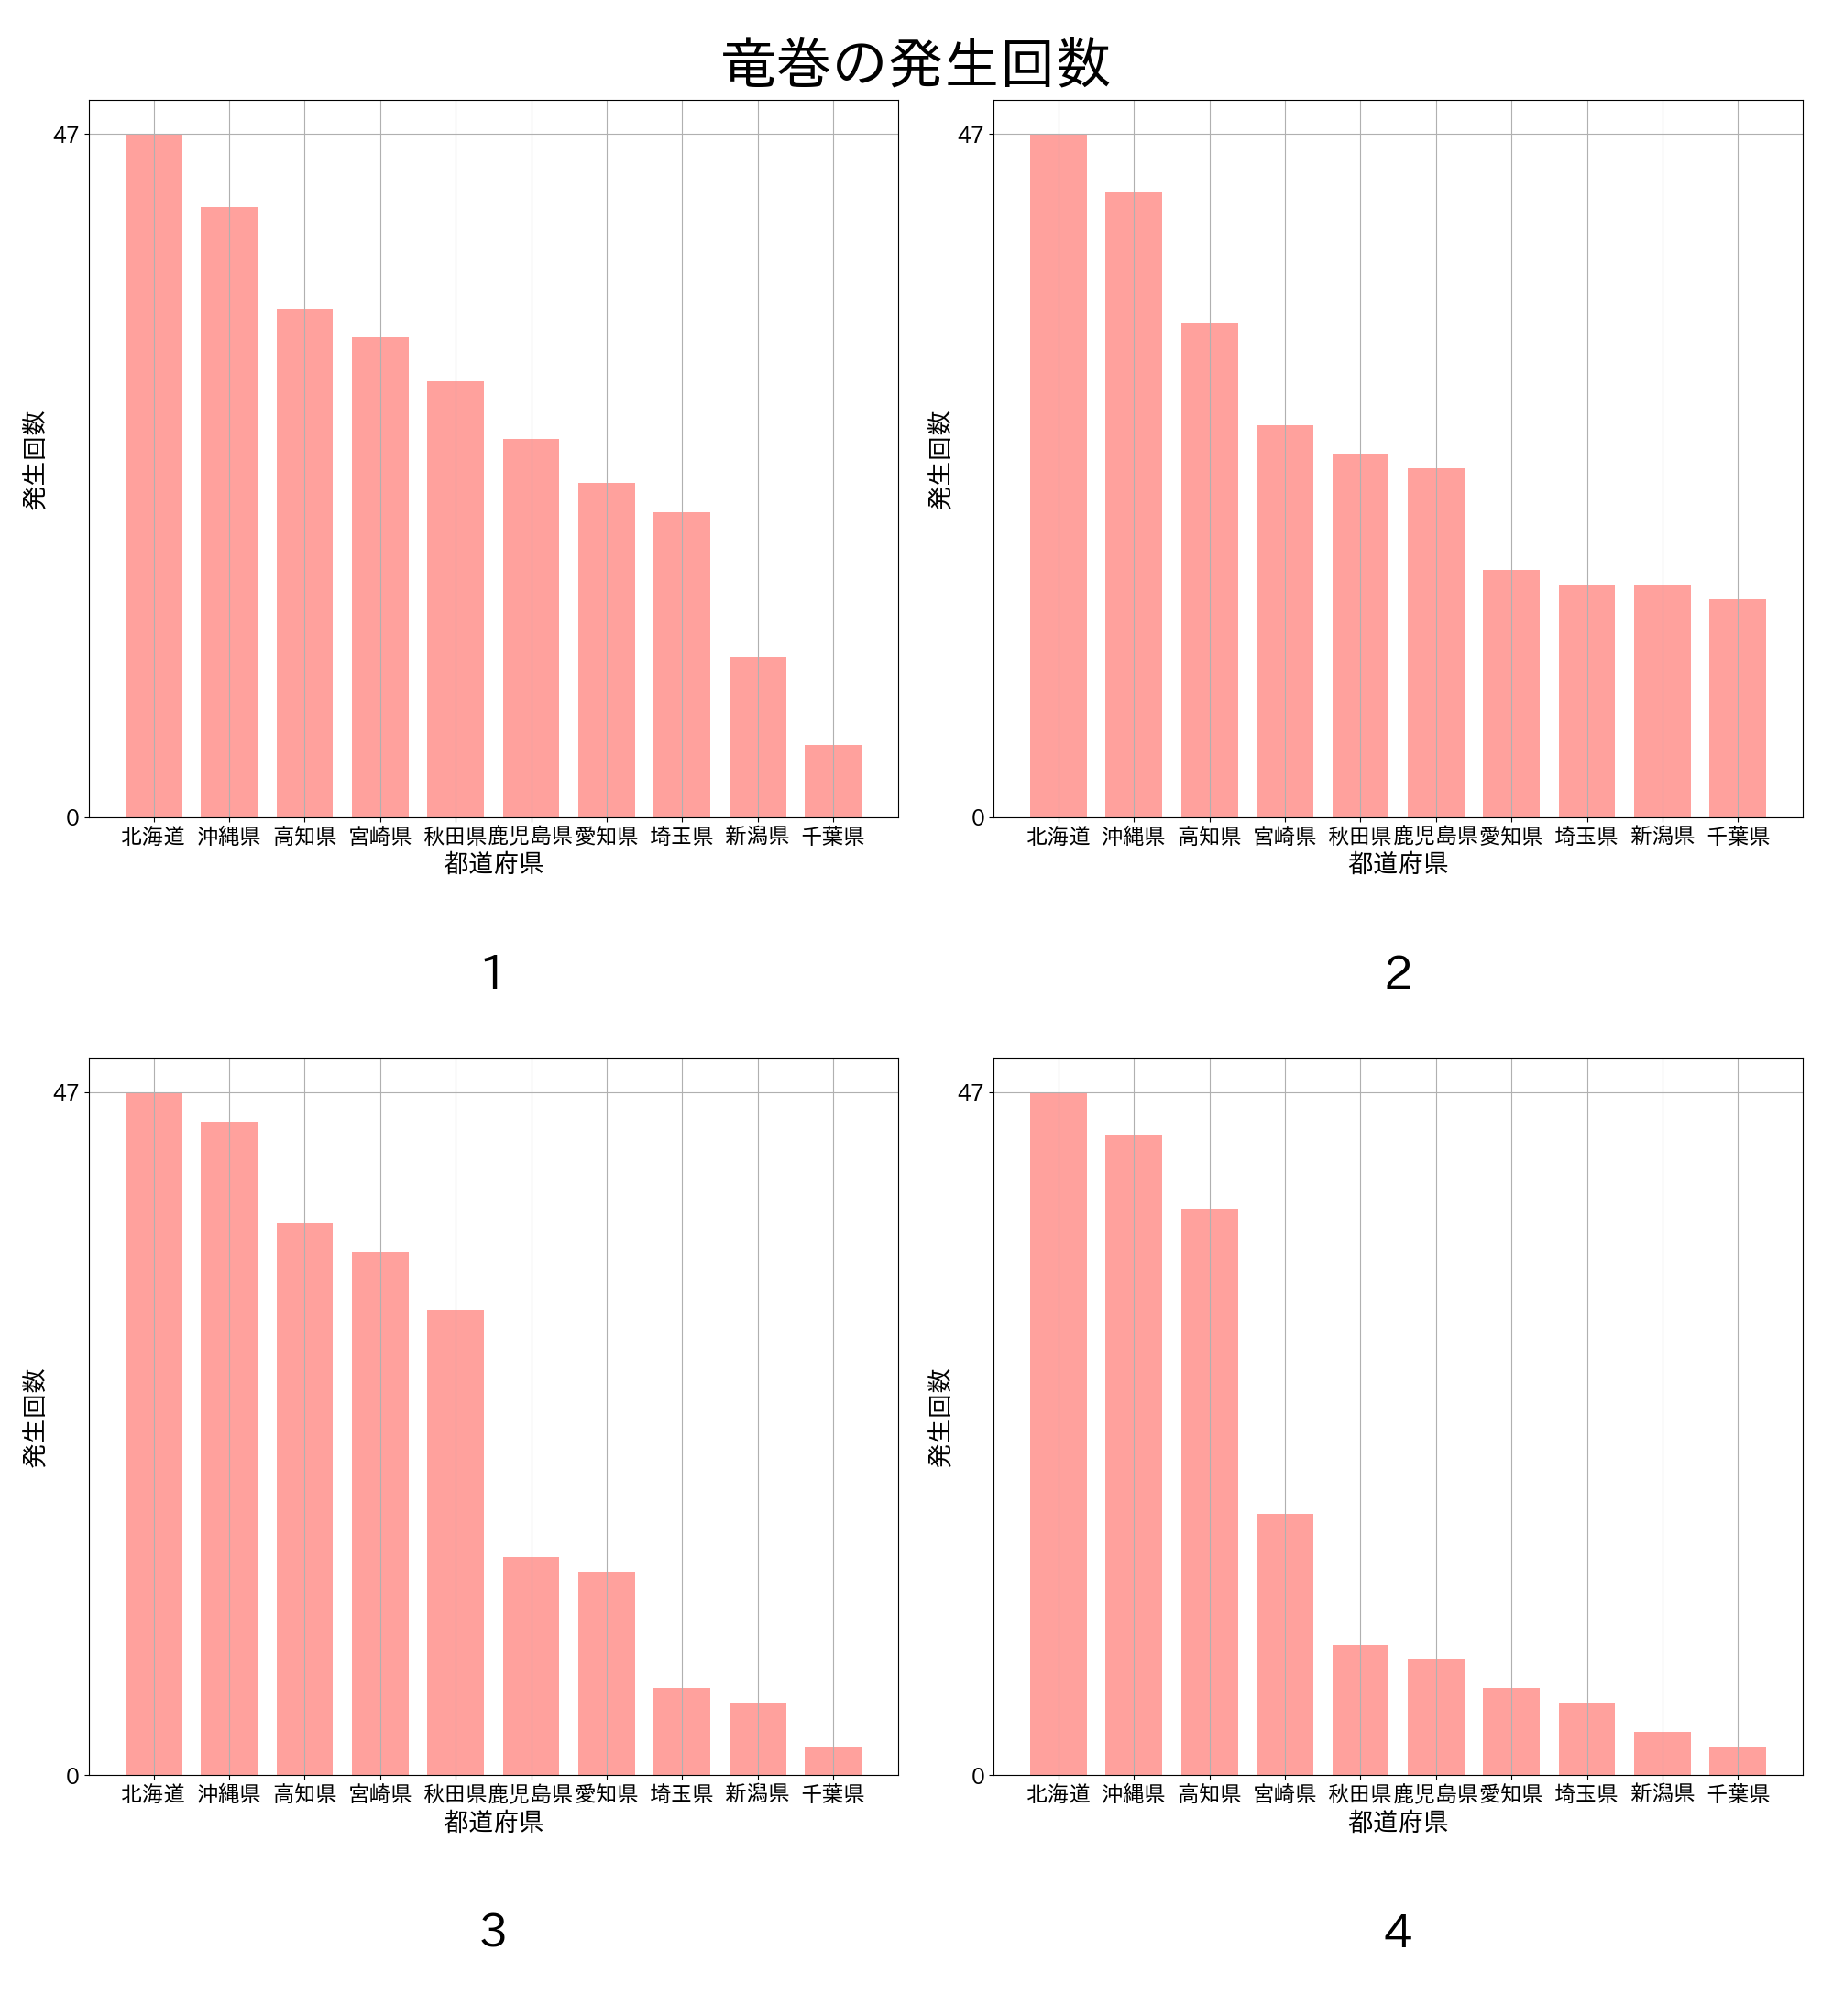 竜巻の発生回数
47
0
発生回数
北海道 沖縄県 高知県 宮崎県 秋田県 鹿児島県 愛知県 埼玉県 新潟県 千葉県
都道府県
1
47
0
発生回数
北海道 沖縄県 高知県 宮崎県 秋田県 鹿児島県 愛知県 埼玉県 新潟県 千葉県
都道府県
2
47
0
発生回数
北海道 沖縄県 高知県 宮崎県 秋田県 鹿児島県 愛知県 埼玉県 新潟県 千葉県
都道府県
3
47
0
発生回数
北海道 沖縄県 高知県 宮崎県 秋田県 鹿児島県 愛知県 埼玉県 新潟県 千葉県
都道府県
4